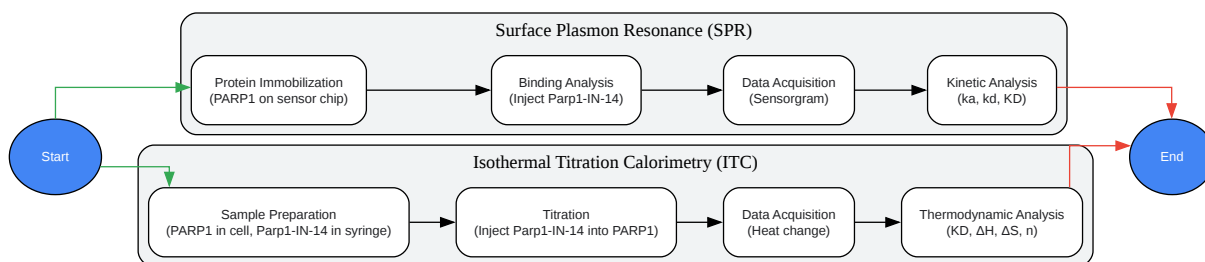 Surface Plasmon Resonance (SPR)
Protein Immobilization
(PARP1 on sensor chip)
Binding Analysis
(Inject Parp1-IN-14)
Data Acquisition
(Sensorgram)
Kinetic Analysis
(ka, kd, KD)
Start
End
Isothermal Titration Calorimetry (ITC)
Sample Preparation
(PARP1 in cell, Parp1-IN-14 in syringe)
Titration
(Inject Parp1-IN-14 into PARP1)
Data Acquisition
(Heat change)
Thermodynamic Analysis
(KD, ΔH, ΔS, n)